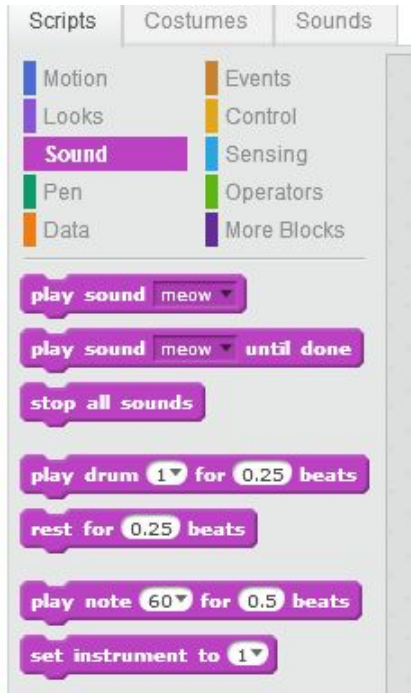 Scripts Costumes Sounds
Motion Events
Looks Control
Sound Sensing
Pen Operators
Data More Blocks
play sound meow
play sound meow until done
stop all sounds
play drum 1 for 0.25 beats
rest for 0.25 beats
play note 60 for 0.5 beats
set instrument to 1